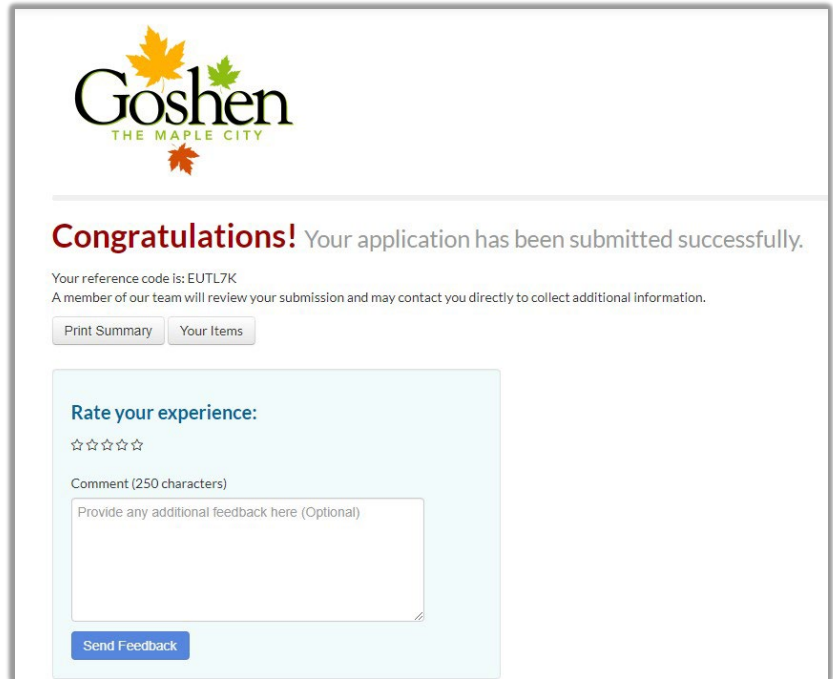 Goshen
THE MAPLE CITY
Congratulations! Your application has been submitted successfully.
Your reference code is: EUTL7K
A member of our team will review your submission and may contact you directly to collect additional information.
Print Summary Your Items
Rate your experience:
Comment (250 characters)
Provide any additional feedback here (Optional)
Send Feedback